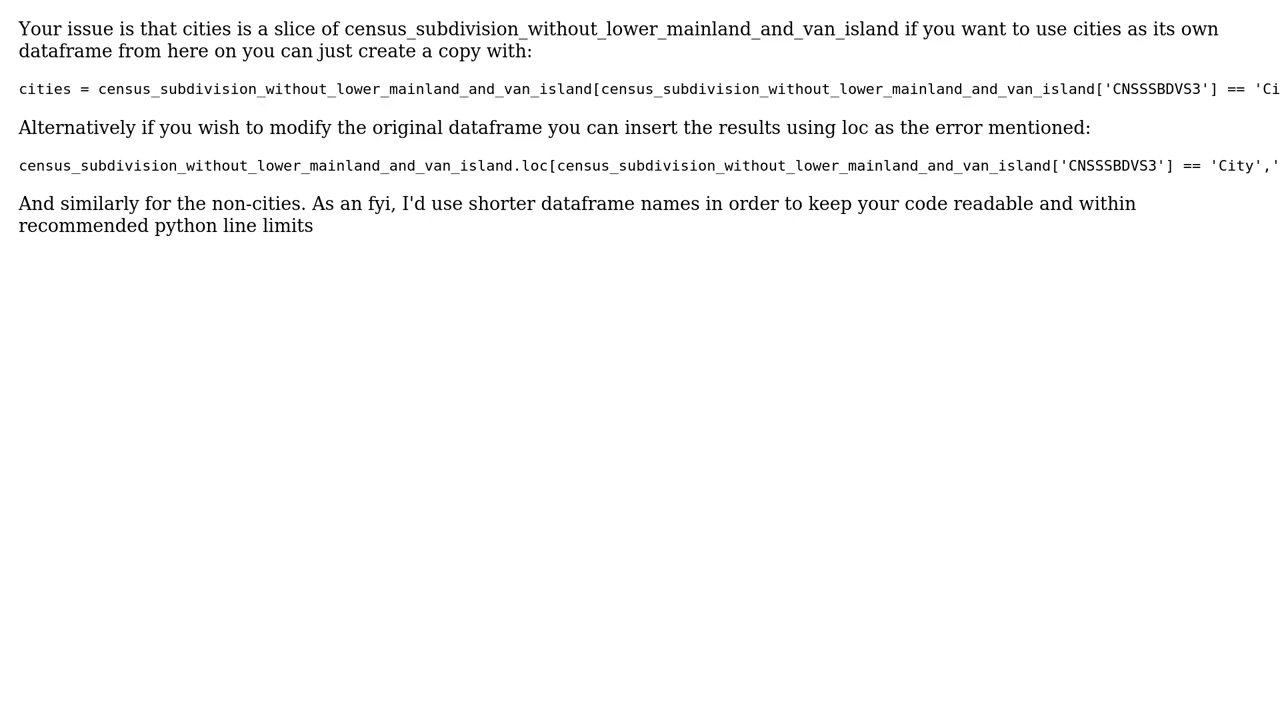 Your issue is that cities is a slice of census_subdivision_without_lower_mainland_and_van_island if you want to use cities as its own
dataframe from here on you can just create a copy with:
cities = census_subdivision_without_lower_mainland_and_van_island[census_subdivision_without_lower_mainland_and_van_island['CNSSSBDVS3'] == 'Ci
Alternatively if you wish to modify the original dataframe you can insert the results using loc as the error mentioned:
census_subdivision_without_lower_mainland_and_van_island.loc[census_subdivision_without_lower_mainland_and_van_island['CNSSSBDVS3'] == 'City','
And similarly for the non-cities. As an fyi, I'd use shorter dataframe names in order to keep your code readable and within
recommended python line limits